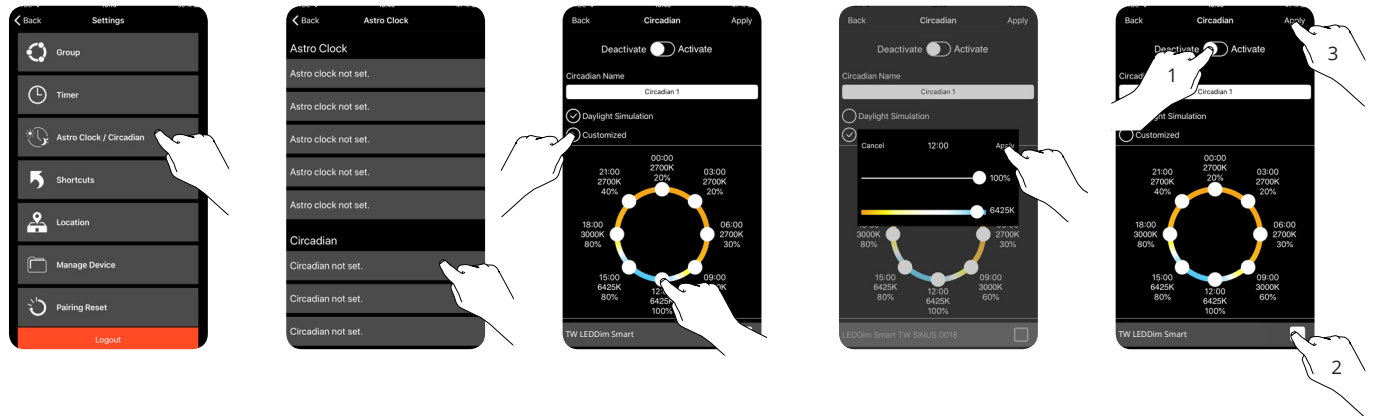 Back Settings
Group
Timer
Astro Clock / Circadian
Shortcuts
Location
Manage Device
Pairing Reset
Logout
Back Astro Clock
Astro Clock
Astro clock not set.
Astro clock not set.
Astro clock not set.
Astro clock not set.
Astro clock not set.
Circadian
Circadian not set.
Circadian not set.
Circadian not set.
Back Circadian Apply
Deactivate Activate
Circadian Name
Circadian 1
Daylight Simulation
Customized
00:00
2700K
20%
03:00
2700K
20%
06:00
2700K
30%
09:00
12:00
6425K
100%
15:00
6425K
80%
18:00
3000K
80%
21:00
2700K
40%
TW LEDDim Smart
Back Circadian Apply
Deactivate Activate
Circadian Name
Circadian 1
Daylight Simulation
Cancel 12:00 Apply
100%
6425K
3000K
80%
2700K
30%
15:00
6425K
80%
12:00
6425K
100%
09:00
3000K
60%
LEDDim Smart TW SINUS 0018
Back Circadian Apply
3
Deactivate Activate
1
Circadian 1
Customized
00:00
2700K
20%
03:00
2700K
20%
06:00
2700K
30%
09:00
3000K
60%
12:00
6425K
100%
15:00
6425K
80%
18:00
3000K
80%
21:00
2700K
40%
TW LEDDim Smart
2